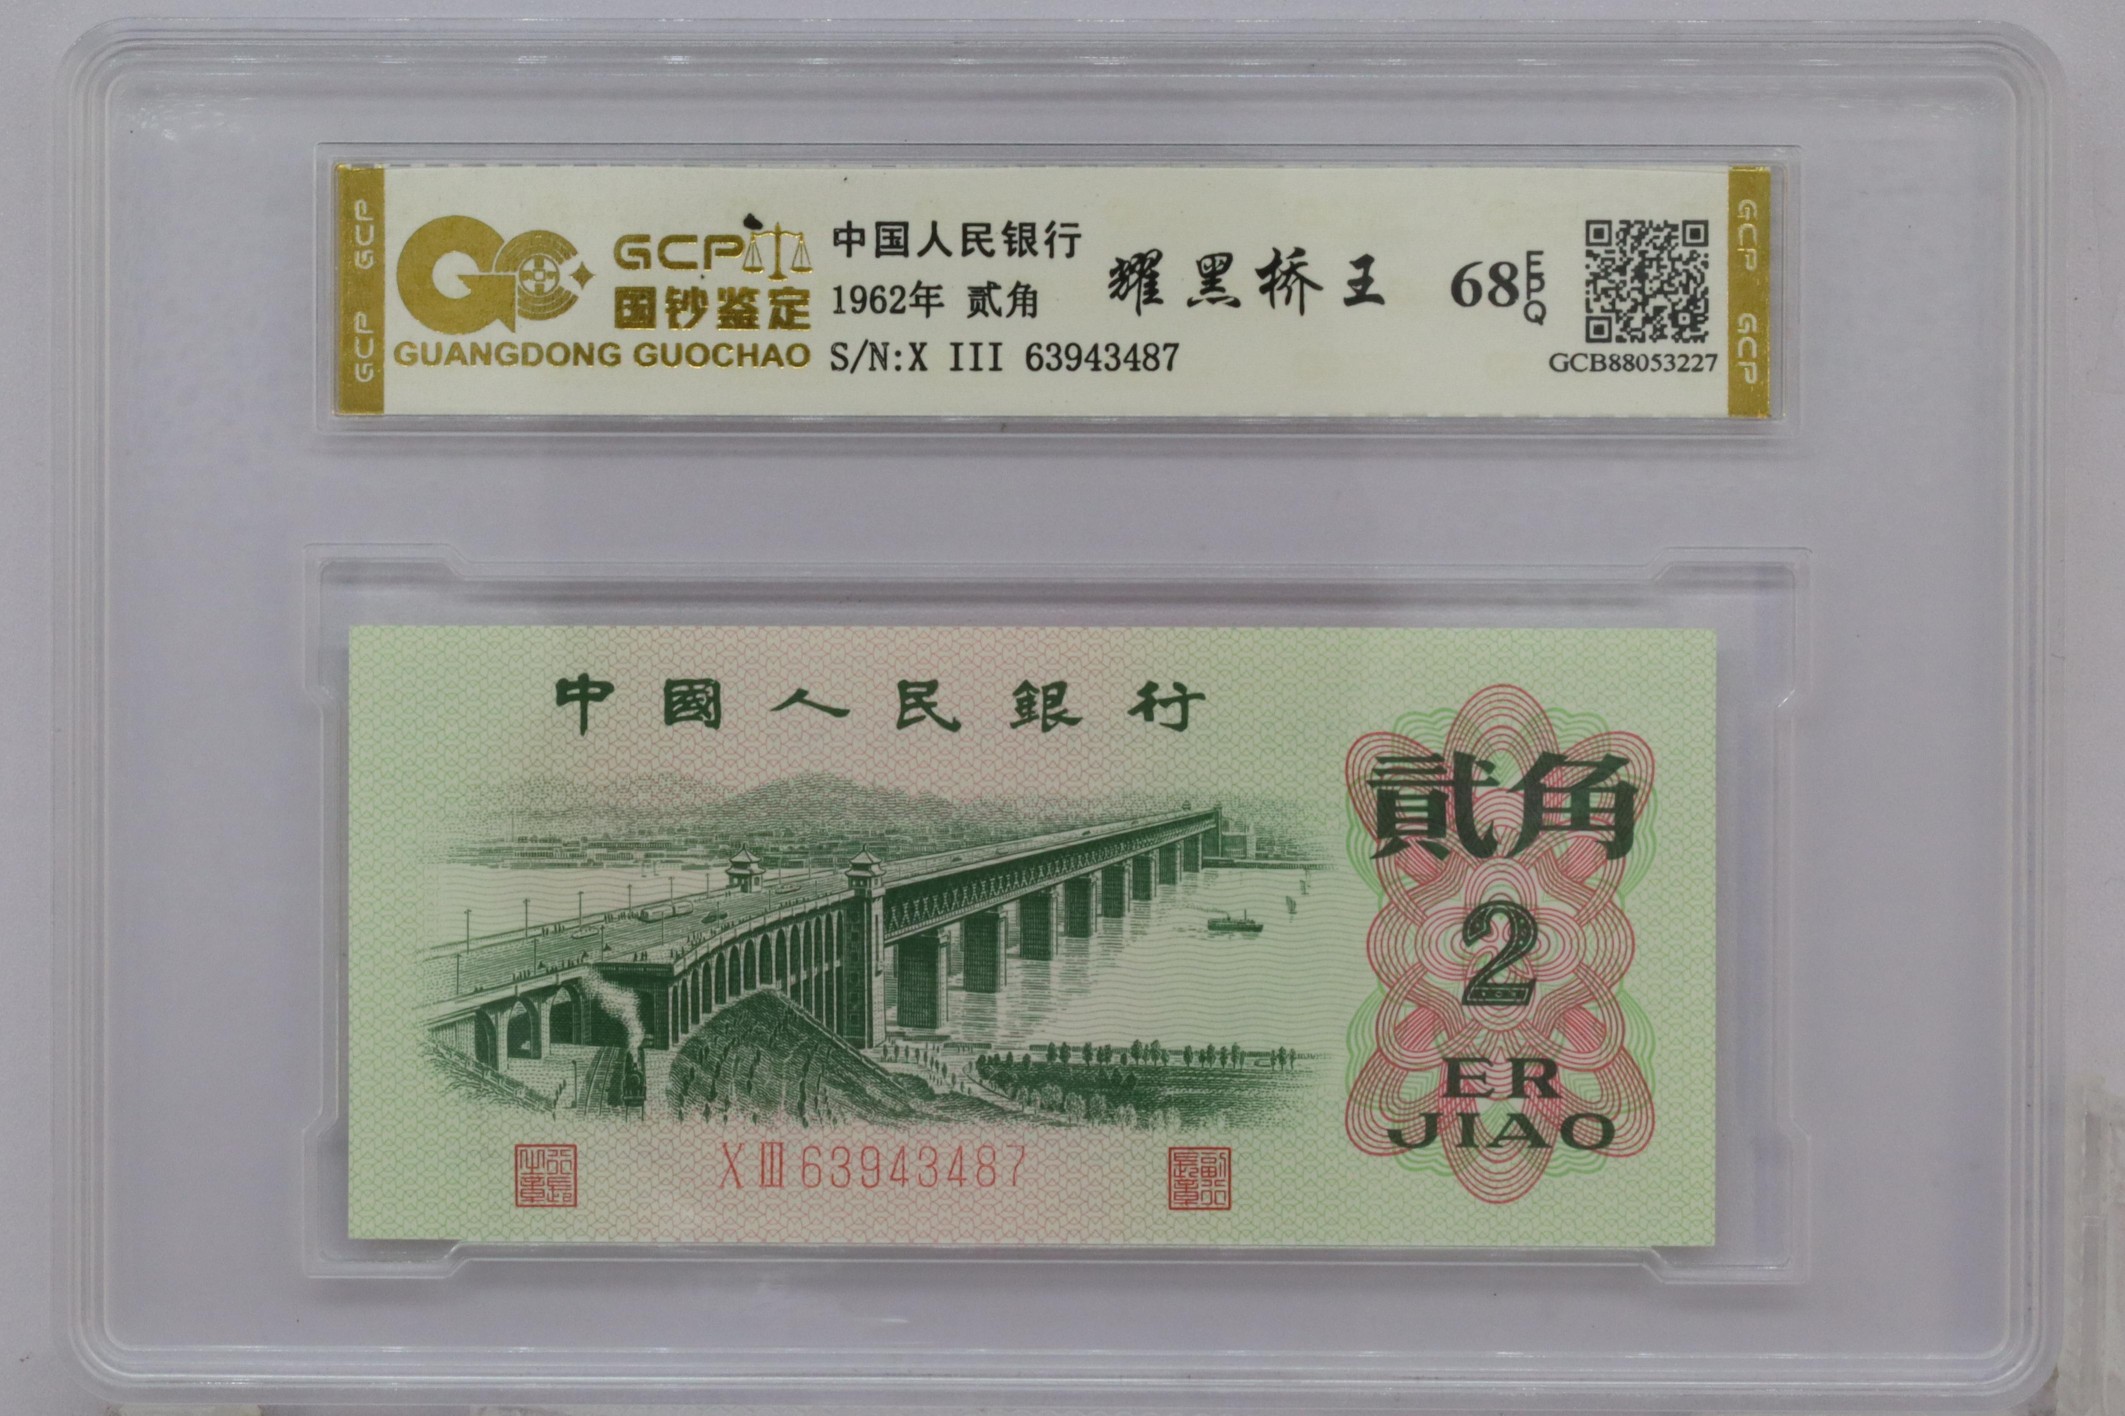 GCP GCP
GCP
国钞鉴定
GUANGDONG GUOCHAO
中国人民银行
1962年 贰角
S/N:X III 63943487
耀黑桥王
68 EPQ
GCB88053227
GCP GCP
中國人民銀行
貳角
2
ER
JIAO
X III 63943487